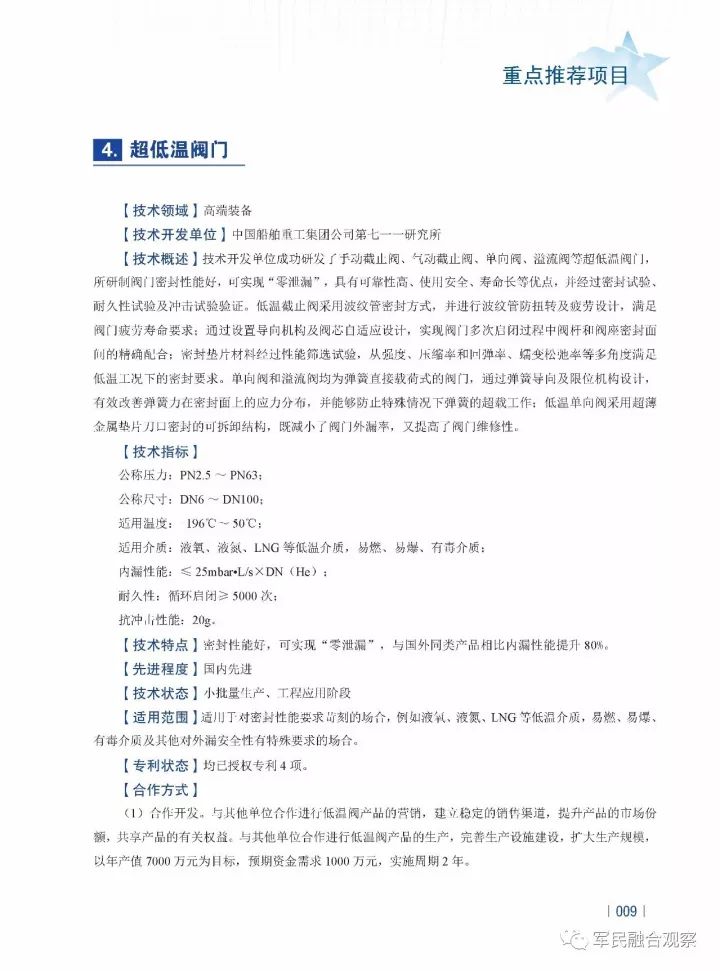 重点推荐项目
4. 超低温阀门
【技术领域】高端装备
【技术开发单位】中国船舶重工集团公司第七一一研究所
【技术概述】技术开发单位成功研发了手动截止阀、气动截止阀、单向阀、溢流阀等超低温阀门，
所研制阀门密封性能好，可实现“零泄漏”，具有可靠性高、使用安全、寿命长等优点，并经过密封试验、
耐久性试验及冲击试验验证。低温截止阀采用波纹管密封方式，并进行波纹管防扭转及疲劳设计，满足
阀门疲劳寿命要求；通过设置导向机构及阀芯自适应设计，实现阀门多次启闭过程中阀杆和阀座密封面
间的精确配合；密封垫片材料经过性能筛选试验，从强度、压缩率和回弹率、蠕变松弛率等多角度满足
低温工况下的密封要求。单向阀和溢流阀均为弹簧直接载荷式的阀门，通过弹簧导向及限位机构设计，
有效改善弹簧力在密封面上的应力分布，并能够防止特殊情况下弹簧的超载工作；低温单向阀采用超薄
金属垫片刀口密封的可拆卸结构，既减小了阀门外漏率，又提高了阀门维修性。
【技术指标】
公称压力：PN2.5 ～ PN63；
公称尺寸：DN6 ～ DN100；
适用温度： 196℃～ 50℃；
适用介质：液氧、液氮、LNG 等低温介质，易燃、易爆、有毒介质；
内漏性能：≤ 25mbar•L/s×DN（He）；
耐久性：循环启闭≥ 5000 次；
抗冲击性能：20g。
【技术特点】密封性能好，可实现“零泄漏”，与国外同类产品相比内漏性能提升 80%。
【先进程度】国内先进
【技术状态】小批量生产、工程应用阶段
【适用范围】适用于对密封性能要求苛刻的场合，例如液氧、液氮、LNG 等低温介质，易燃、易爆、
有毒介质及其他对外漏安全性有特殊要求的场合。
【专利状态】均已授权专利 4 项。
【合作方式】
（1）合作开发。与其他单位合作进行低温阀产品的营销，建立稳定的销售渠道，提升产品的市场份
额，共享产品的有关权益。与其他单位合作进行低温阀产品的生产，完善生产设施建设，扩大生产规模，
以年产值 7000 万元为目标，预期资金需求 1000 万元，实施周期 2 年。
| 009 |
军民融合观察